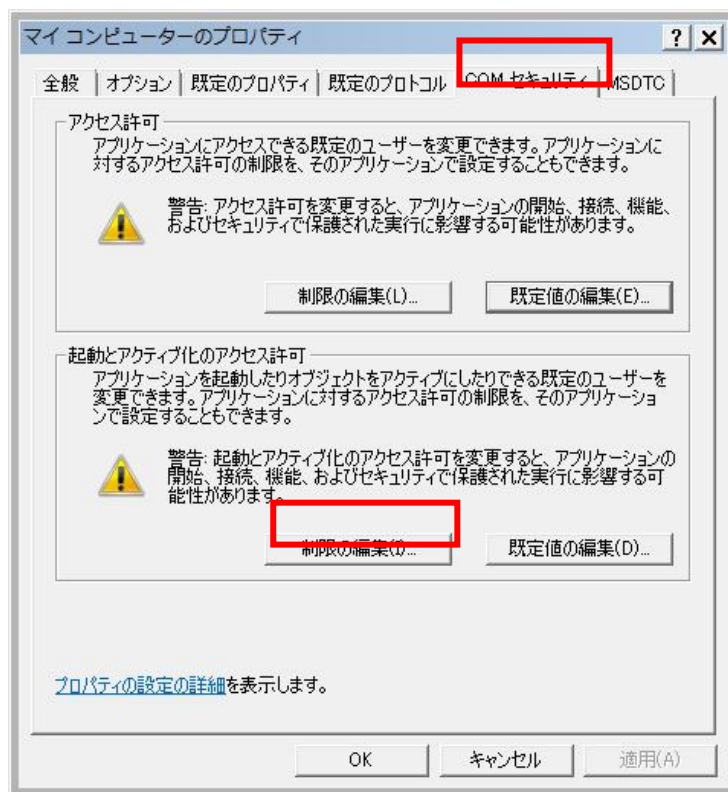 マイ コンピューターのプロパティ
全般
オプション
既定のプロパティ
既定のプロトコル
COM セキュリティ
MSDTC
アクセス許可
アプリケーションにアクセスできる既定のユーザーを変更できます。アプリケーションに
対するアクセス許可の制限を、そのアプリケーションで設定することもできます。
警告: アクセス許可を変更すると、アプリケーションの開始、接続、機能、
およびセキュリティで保護された実行に影響する可能性があります。
制限の編集(L)...
既定値の編集(E)...
起動とアクティブ化のアクセス許可
アプリケーションを起動したりオブジェクトをアクティブにしたりできる既定のユーザーを
変更できます。アプリケーションに対するアクセス許可の制限を、そのアプリケーショ
ンで設定することもできます。
警告: 起動とアクティブ化のアクセス許可を変更すると、アプリケーションの
開始、接続、機能、およびセキュリティで保護された実行に影響する可
能性があります。
制限の編集(I)...
既定値の編集(D)...
プロパティの設定の詳細を表示します。
OK
キャンセル
適用(A)